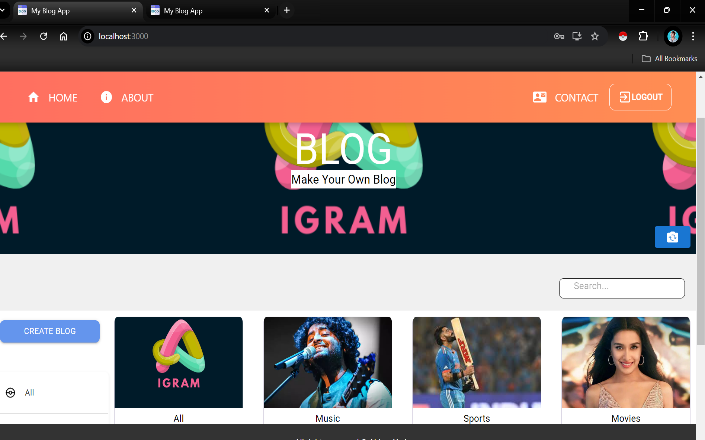 My Blog App
My Blog App
localhost:3000
All Bookmarks
HOME
ABOUT
CONTACT
LOGOUT
BLOG
Make Your Own Blog
IGRAM
Search...
CREATE BLOG
All
IGRAM
All
Music
Sports
Movies